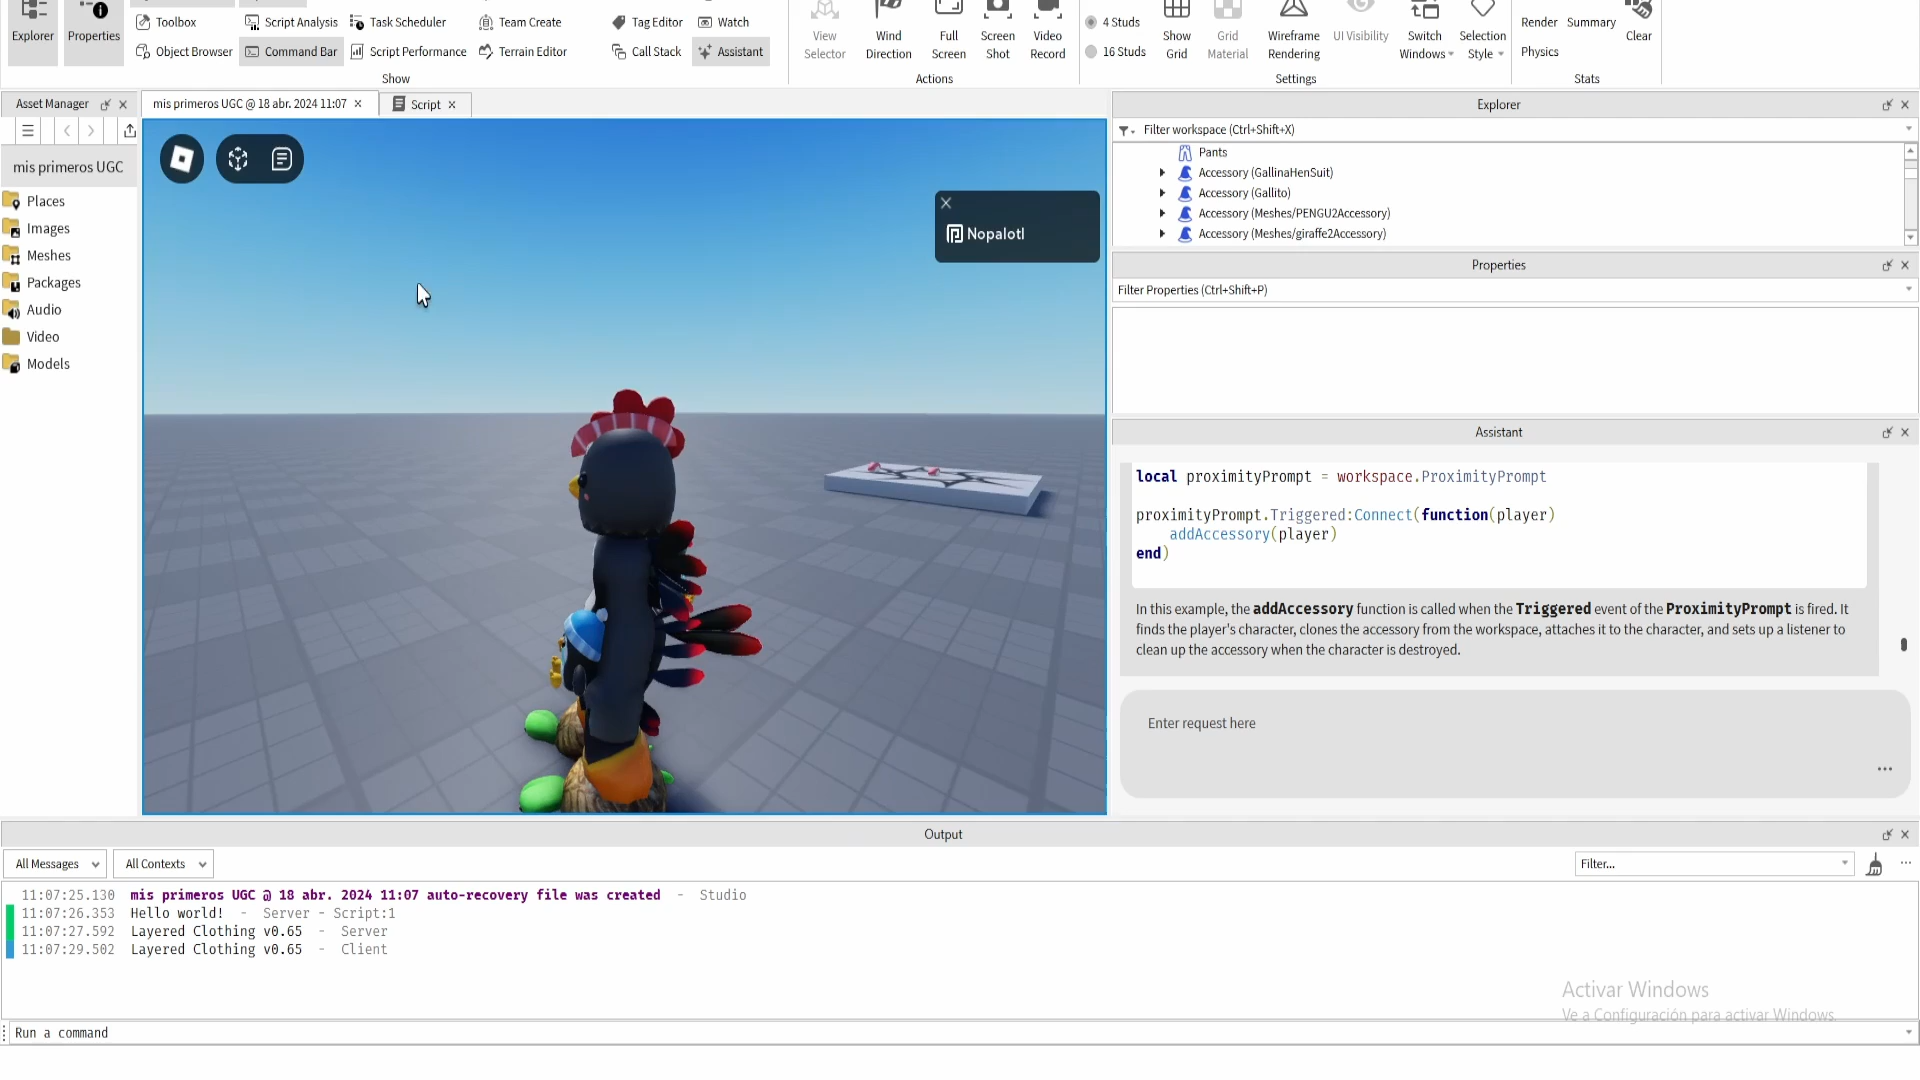 Explorer
Properties
Toolbox
Object Browser
Script Analysis
Command Bar
Task Scheduler
Script Performance
Team Create
Terrain Editor
Tag Editor
Call Stack
Watch
Assistant
Show
View
Selector
Wind
Direction
Full
Screen
Screen
Shot
Video
Record
Actions
4 Studs
16 Studs
Show
Grid
Grid
Material
Wireframe
Rendering
UI Visibility
Switch
Windows
Selection
Style
Settings
Render
Summary
Physics
Clear
Stats
Asset Manager
mis primeros UGC @ 18 abr. 2024 11:07
Script
mis primeros UGC
Places
Images
Meshes
Packages
Audio
Video
Models
Nopalotl
Explorer
Filter workspace (Ctrl+Shift+X)
Pants
Accessory (GallinaHenSuit)
Accessory (Gallito)
Accessory (Meshes/PENGU2Accessory)
Accessory (Meshes/giraffe2Accessory)
Properties
Filter Properties (Ctrl+Shift+P)
Assistant
local proximityPrompt = workspace.ProximityPrompt
proximityPrompt.Triggered:Connect(function(player)
addAccessory(player)
end)
In this example, the addAccessory function is called when the Triggered event of the ProximityPrompt is fired. It
finds the player's character, clones the accessory from the workspace, attaches it to the character, and sets up a listener to
clean up the accessory when the character is destroyed.
Enter request here
...
Output
All Messages
All Contexts
Filter...
11:07:25.130 mis primeros UGC @ 18 abr. 2024 11:07 auto-recovery file was created - Studio
11:07:26.353 Hello world! - Server - Script:1
11:07:27.592 Layered Clothing v0.65 - Server
11:07:29.502 Layered Clothing v0.65 - Client
Activar Windows
Ve a Configuración para activar Windows.
Run a command